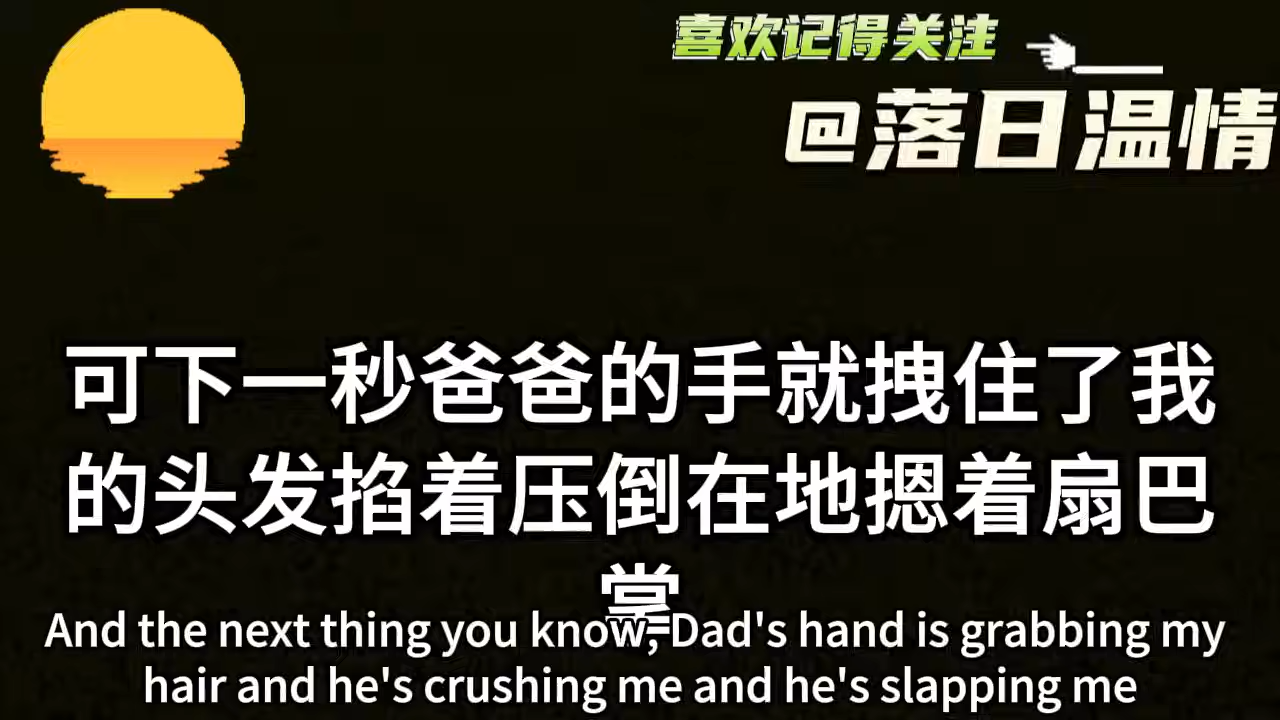 喜欢记得关注
@落日温情
可下一秒爸爸的手就拽住了我
的头发掐着压倒在地摁着扇巴
掌
And the next thing you know, Dad's hand is grabbing my
hair and he's crushing me and he's slapping me